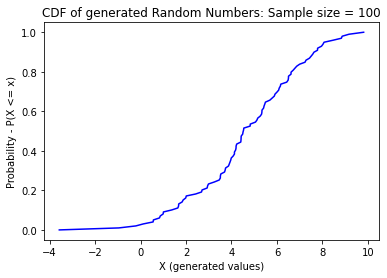 CDF of generated Random Numbers: Sample size = 100
Probability - P(X <= x)
1.0
0.8
0.6
0.4
0.2
0.0
−4 −2 0 2 4 6 8 10
X (generated values)